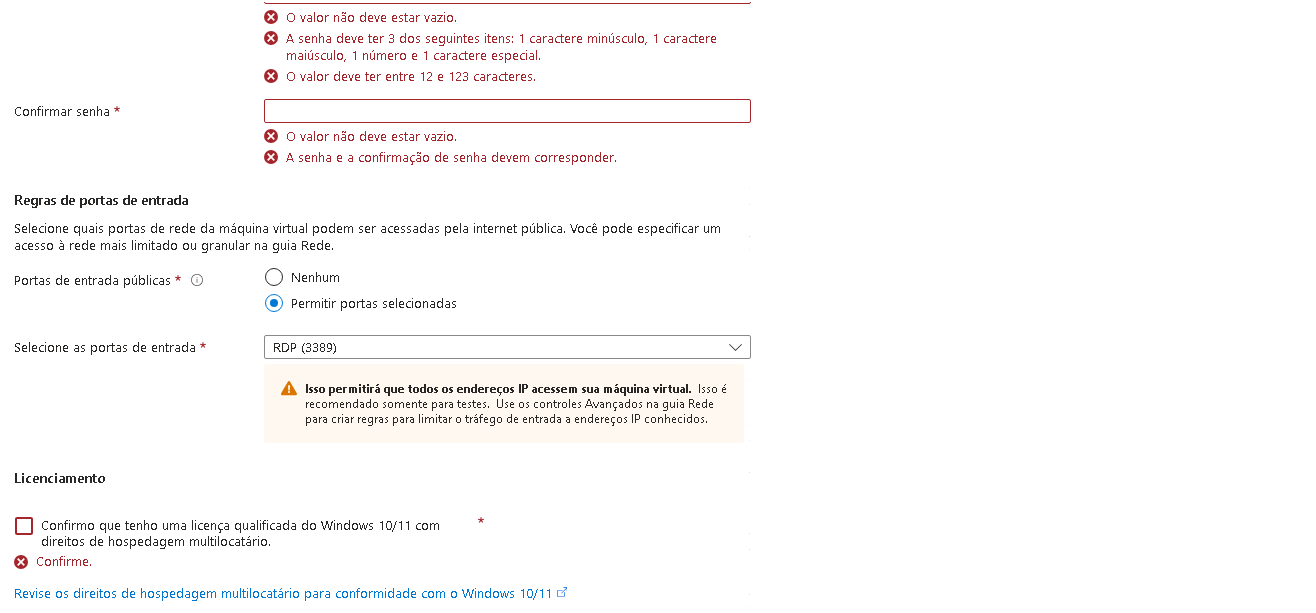 O valor não deve estar vazio.
A senha deve ter 3 dos seguintes itens: 1 caractere minúsculo, 1 caractere
maiúsculo, 1 número e 1 caractere especial.
O valor deve ter entre 12 e 123 caracteres.
Confirmar senha *
O valor não deve estar vazio.
A senha e a confirmação de senha devem corresponder.
Regras de portas de entrada
Selecione quais portas de rede da máquina virtual podem ser acessadas pela internet pública. Você pode especificar um
acesso à rede mais limitado ou granular na guia Rede.
Portas de entrada públicas *
Nenhum
Permitir portas selecionadas
Selecione as portas de entrada *
RDP (3389)
Isso permitirá que todos os endereços IP acessem sua máquina virtual. Isso é
recomendado somente para testes. Use os controles Avançados na guia Rede
para criar regras para limitar o tráfego de entrada a endereços IP conhecidos.
Licenciamento
Confirmo que tenho uma licença qualificada do Windows 10/11 com *
direitos de hospedagem multilocatário.
Confirme.
Revise os direitos de hospedagem multilocatário para conformidade com o Windows 10/11